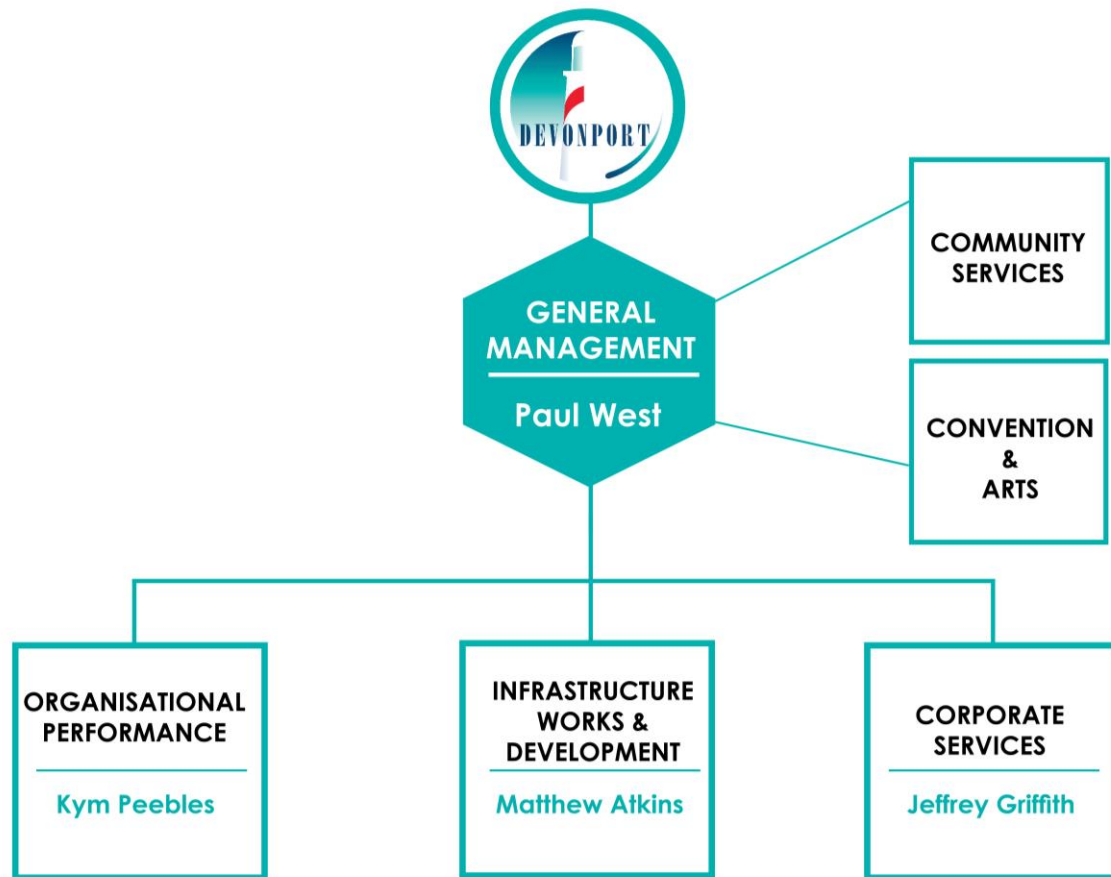 DEVONPORT
GENERAL
MANAGEMENT
Paul West
COMMUNITY
SERVICES
CONVENTION
&
ARTS
ORGANISATIONAL
PERFORMANCE
Kym Peebles
INFRASTRUCTURE
WORKS &
DEVELOPMENT
Matthew Atkins
CORPORATE
SERVICES
Jeffrey Griffith